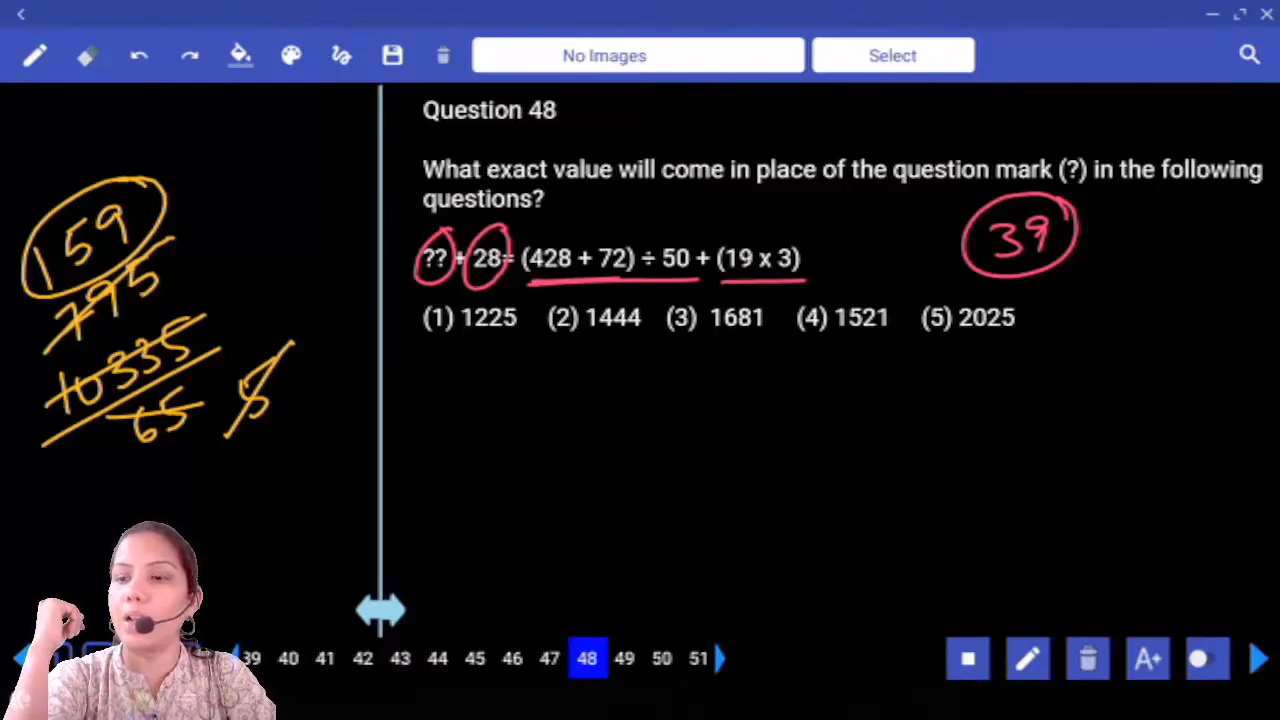 No Images
Select
Question 48
What exact value will come in place of the question mark (?) in the following
questions?
?? + 28= (428 + 72) ÷ 50 + (19 x 3)
39
(1) 1225 (2) 1444 (3) 1681 (4) 1521 (5) 2025
159
795
10335
65
39 40 41 42 43 44 45 46 47 48 49 50 51
A+